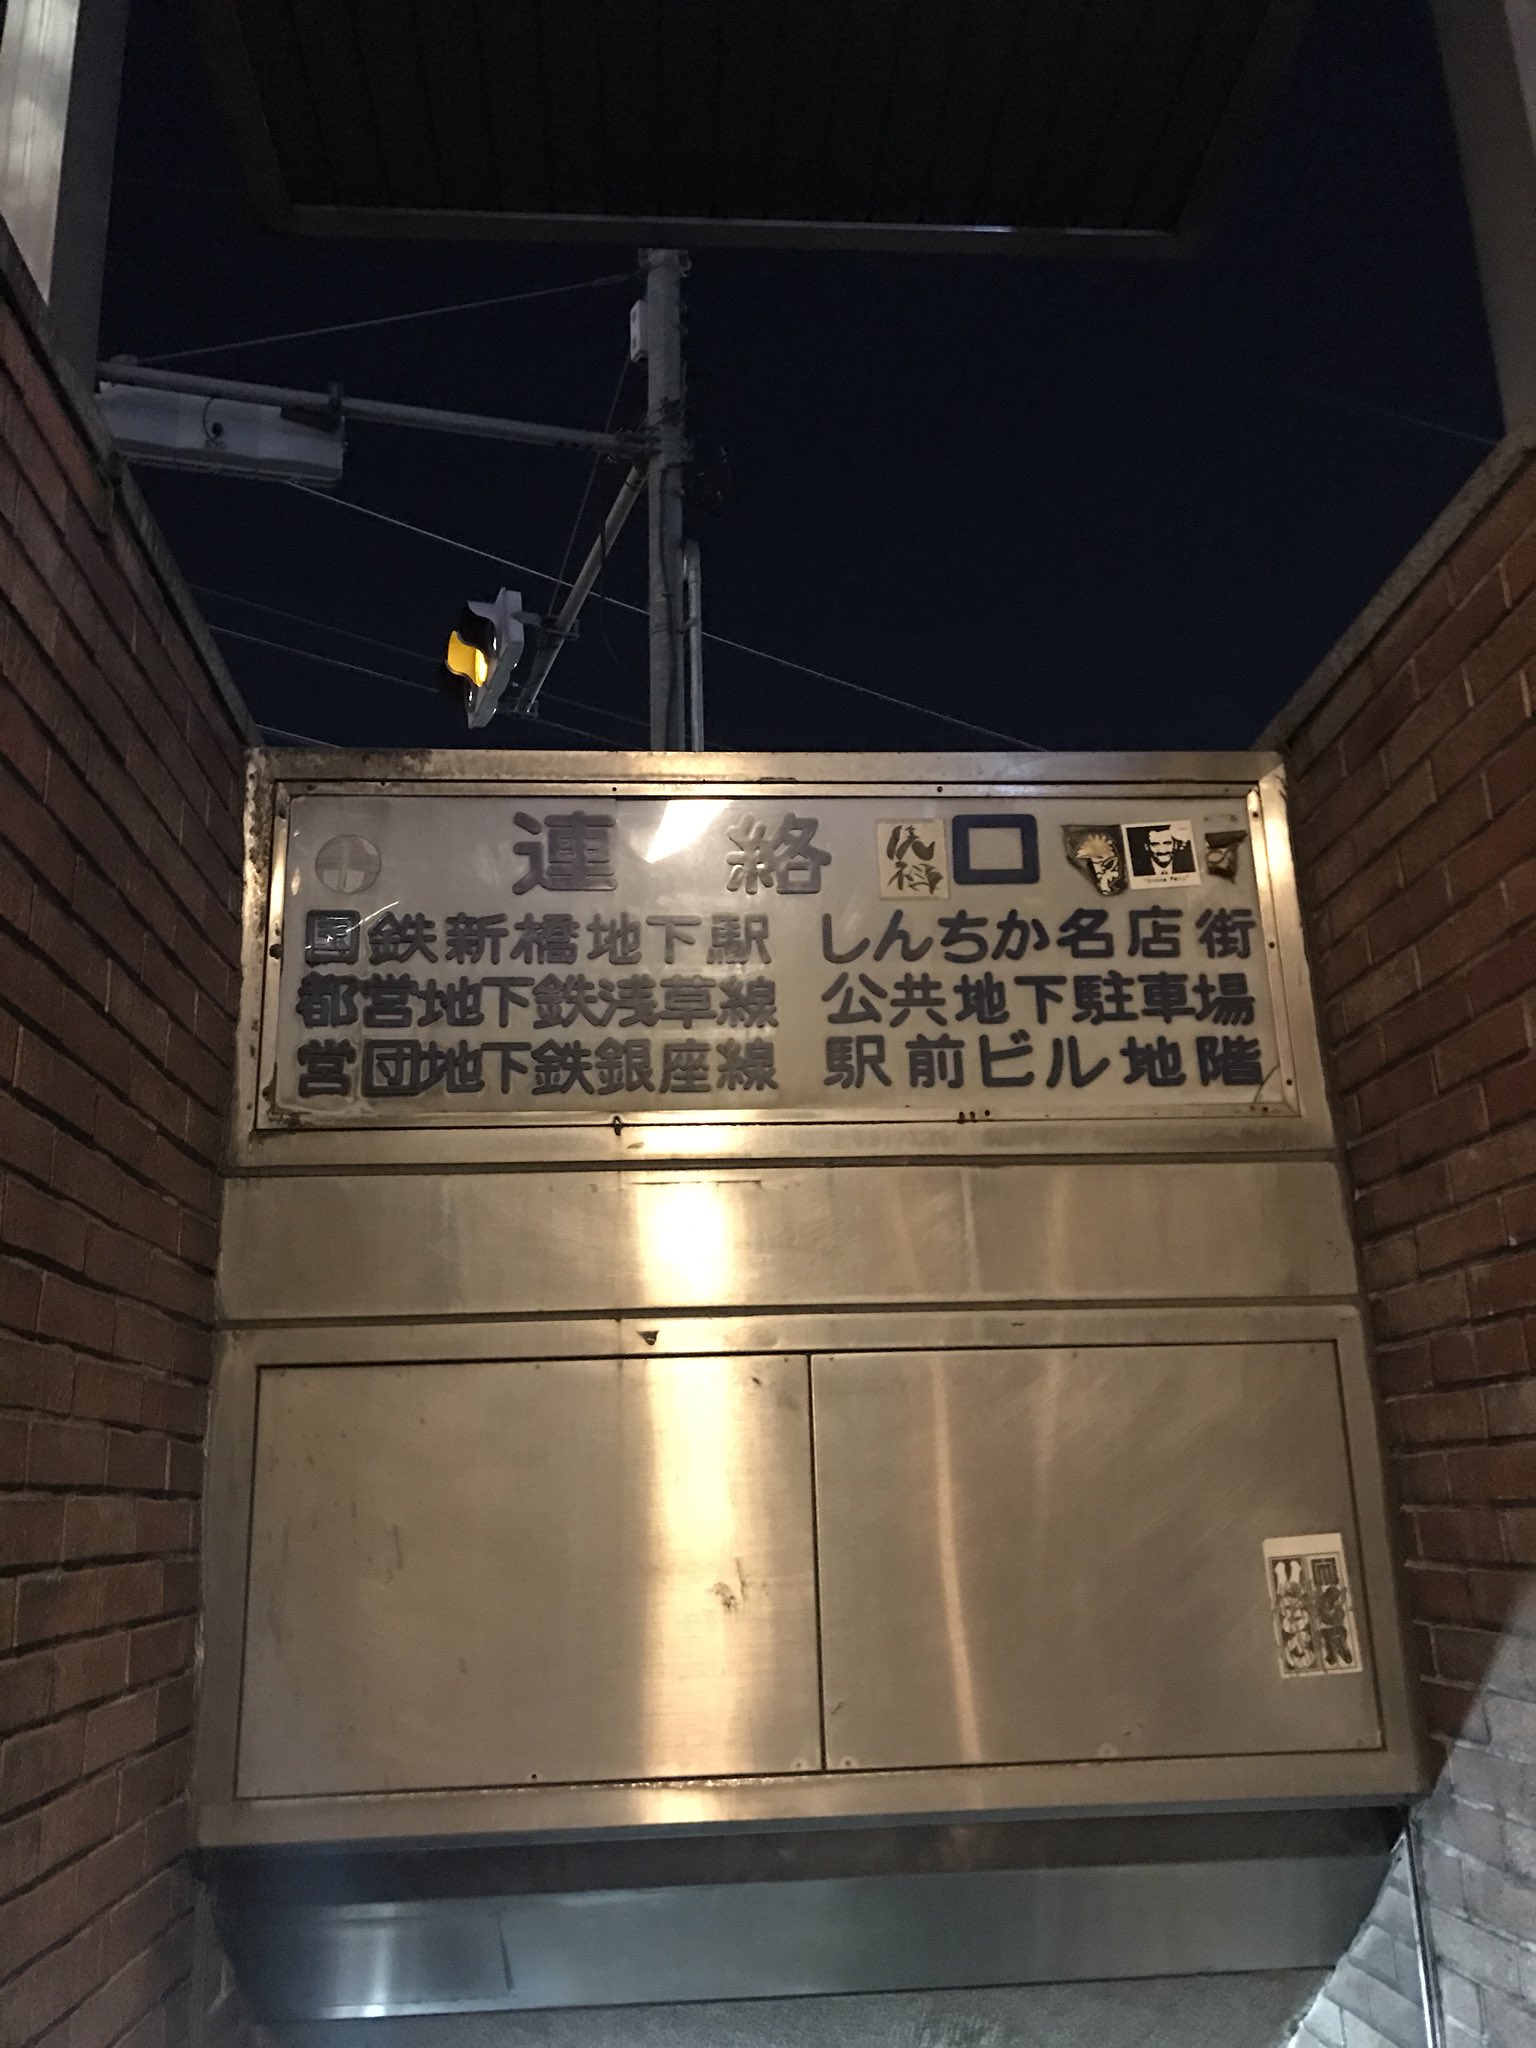 連絡口
国鉄新橋地下駅 しんちか名店街
都営地下鉄浅草線 公共地下駐車場
営団地下鉄銀座線 駅前ビル地階